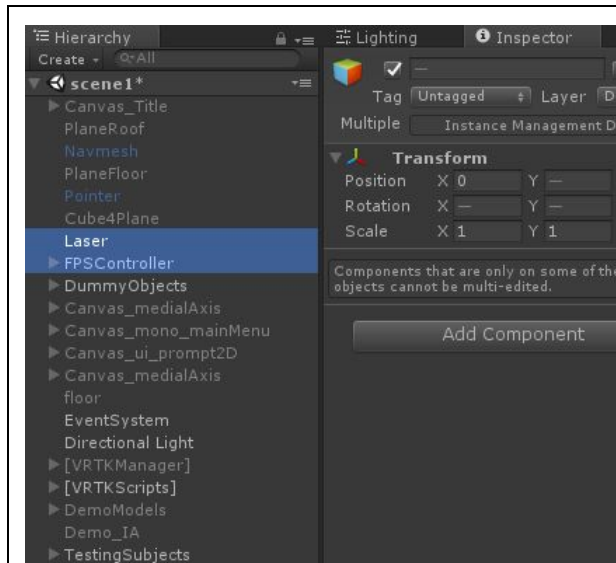 Hierarchy
Create
All
scene1*
Canvas_Title
PlaneRoof
Navmesh
PlaneFloor
Pointer
Cube4Plane
Laser
FPSController
DummyObjects
Canvas_medialAxis
Canvas_mono_mainMenu
Canvas_ui_prompt2D
Canvas_medialAxis
floor
EventSystem
Directional Light
[VRTKManager]
[VRTKScripts]
DemoModels
Demo_IA
TestingSubjects
Lighting Inspector
—
Tag Untagged Layer D
Multiple Instance Management D
Transform
Position X 0 Y —
Rotation X — Y —
Scale X 1 Y 1
Components that are only on some of the
objects cannot be multi-edited.
Add Component